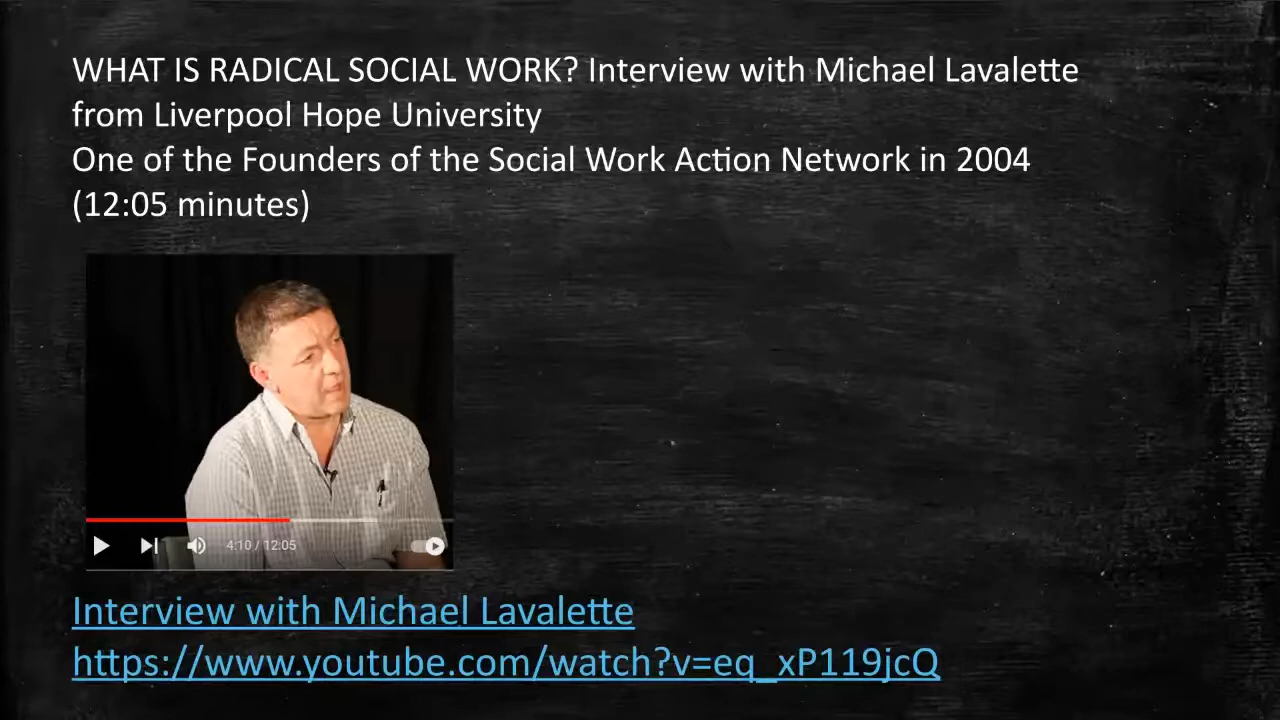 WHAT IS RADICAL SOCIAL WORK? Interview with Michael Lavalette
from Liverpool Hope University
One of the Founders of the Social Work Action Network in 2004
(12:05 minutes)
4:10 / 12:05
Interview with Michael Lavalette
https://www.youtube.com/watch?v=eq_xP119jcQ